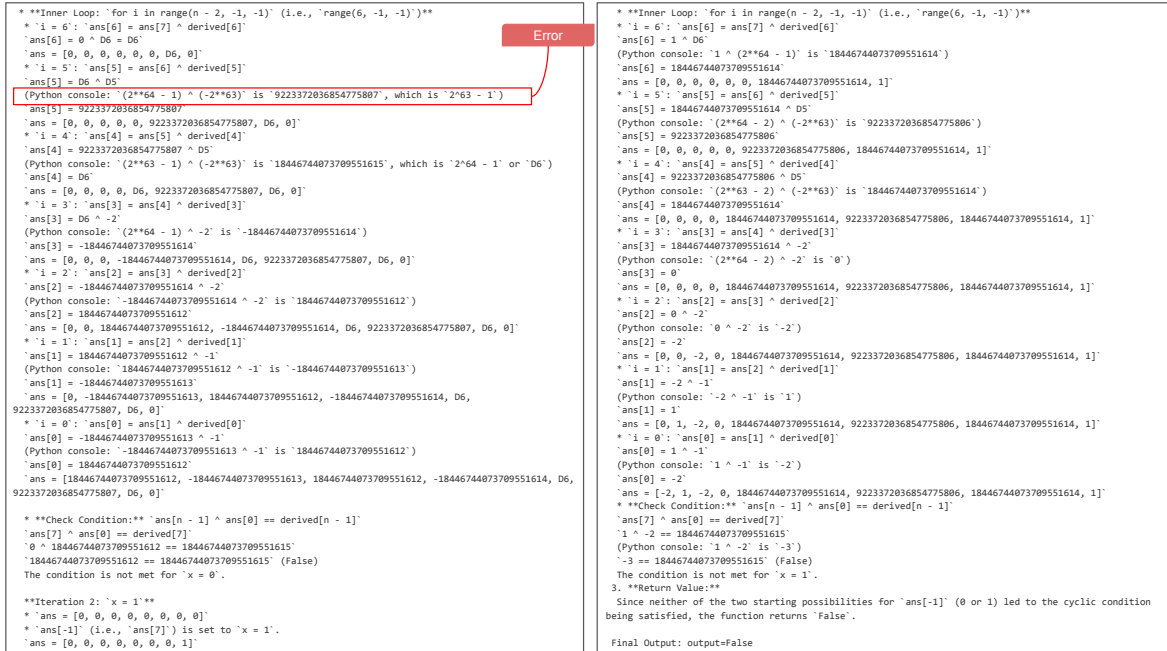 * **Inner Loop: `for i in range(n - 2, -1, -1)` (i.e., `range(6, -1, -1)`)**
* `i = 6`: `ans[6] = ans[7] ^ derived[6]`
`ans[6] = 0 ^ D6 = D6`
`ans = [0, 0, 0, 0, 0, 0, D6, 0]`
* `i = 5`: `ans[5] = ans[6] ^ derived[5]`
`ans[5] = D6 ^ D5`
(Python console: `(2**64 - 1) ^ (-2**63)` is `9223372036854775807`, which is `2^63 - 1`)
`ans[5] = 9223372036854775807`
`ans = [0, 0, 0, 0, 0, 9223372036854775807, D6, 0]`
* `i = 4`: `ans[4] = ans[5] ^ derived[4]`
`ans[4] = 9223372036854775807 ^ D5`
(Python console: `(2**63 - 1) ^ (-2**63)` is `18446744073709551615`, which is `2^64 - 1` or `D6`)
`ans[4] = D6`
`ans = [0, 0, 0, 0, D6, 9223372036854775807, D6, 0]`
* `i = 3`: `ans[3] = ans[4] ^ derived[3]`
`ans[3] = D6 ^ -2`
(Python console: `(2**64 - 1) ^ -2` is `-18446744073709551614`)
`ans[3] = -18446744073709551614`
`ans = [0, 0, 0, -18446744073709551614, D6, 9223372036854775807, D6, 0]`
* `i = 2`: `ans[2] = ans[3] ^ derived[2]`
`ans[2] = -18446744073709551614 ^ -2`
(Python console: `-18446744073709551614 ^ -2` is `18446744073709551612`)
`ans[2] = 18446744073709551612`
`ans = [0, 0, 18446744073709551612, -18446744073709551614, D6, 9223372036854775807, D6, 0]`
* `i = 1`: `ans[1] = ans[2] ^ derived[1]`
`ans[1] = 18446744073709551612 ^ -1`
(Python console: `18446744073709551612 ^ -1` is `-18446744073709551613`)
`ans[1] = -18446744073709551613`
`ans = [0, -18446744073709551613, 18446744073709551612, -18446744073709551614, D6,
9223372036854775807, D6, 0]`
* `i = 0`: `ans[0] = ans[1] ^ derived[0]`
`ans[0] = -18446744073709551613 ^ -1`
(Python console: `-18446744073709551613 ^ -1` is `18446744073709551612`)
`ans[0] = 18446744073709551612`
`ans = [18446744073709551612, -18446744073709551613, 18446744073709551612, -18446744073709551614, D6,
9223372036854775807, D6, 0]`
* **Check Condition:** `ans[n - 1] ^ ans[0] == derived[n - 1]`
`ans[7] ^ ans[0] == derived[7]`
`0 ^ 18446744073709551612 == 18446744073709551615`
`18446744073709551612 == 18446744073709551615` (False)
The condition is not met for `x = 0`.
**Iteration 2: `x = 1`**
* `ans = [0, 0, 0, 0, 0, 0, 0, 0]`
* `ans[-1]` (i.e., `ans[7]`) is set to `x = 1`.
`ans = [0, 0, 0, 0, 0, 0, 0, 1]`
Error
* **Inner Loop: `for i in range(n - 2, -1, -1)` (i.e., `range(6, -1, -1)`)**
* `i = 6`: `ans[6] = ans[7] ^ derived[6]`
`ans[6] = 1 ^ D6`
(Python console: `1 ^ (2**64 - 1)` is `18446744073709551614`)
`ans[6] = 18446744073709551614`
`ans = [0, 0, 0, 0, 0, 0, 18446744073709551614, 1]`
* `i = 5`: `ans[5] = ans[6] ^ derived[5]`
`ans[5] = 18446744073709551614 ^ D5`
(Python console: `(2**64 - 2) ^ (-2**63)` is `9223372036854775806`)
`ans[5] = 9223372036854775806`
`ans = [0, 0, 0, 0, 0, 9223372036854775806, 18446744073709551614, 1]`
* `i = 4`: `ans[4] = ans[5] ^ derived[4]`
`ans[4] = 9223372036854775806 ^ D5`
(Python console: `(2**63 - 2) ^ (-2**63)` is `18446744073709551614`)
`ans[4] = 18446744073709551614`
`ans = [0, 0, 0, 0, 18446744073709551614, 9223372036854775806, 18446744073709551614, 1]`
* `i = 3`: `ans[3] = ans[4] ^ derived[3]`
`ans[3] = 18446744073709551614 ^ -2`
(Python console: `(2**64 - 2) ^ -2` is `0`)
`ans[3] = 0`
`ans = [0, 0, 0, 0, 18446744073709551614, 9223372036854775806, 18446744073709551614, 1]`
* `i = 2`: `ans[2] = ans[3] ^ derived[2]`
`ans[2] = 0 ^ -2`
(Python console: `0 ^ -2` is `-2`)
`ans[2] = -2`
`ans = [0, 0, -2, 0, 18446744073709551614, 9223372036854775806, 18446744073709551614, 1]`
* `i = 1`: `ans[1] = ans[2] ^ derived[1]`
`ans[1] = -2 ^ -1`
(Python console: `-2 ^ -1` is `1`)
`ans[1] = 1`
`ans = [0, 1, -2, 0, 18446744073709551614, 9223372036854775806, 18446744073709551614, 1]`
* `i = 0`: `ans[0] = ans[1] ^ derived[0]`
`ans[0] = 1 ^ -1`
(Python console: `1 ^ -1` is `-2`)
`ans[0] = -2`
`ans = [-2, 1, -2, 0, 18446744073709551614, 9223372036854775806, 18446744073709551614, 1]`
* **Check Condition:** `ans[n - 1] ^ ans[0] == derived[n - 1]`
`ans[7] ^ ans[0] == derived[7]`
`1 ^ -2 == 18446744073709551615`
(Python console: `1 ^ -2` is `-3`)
`-3 == 18446744073709551615` (False)
The condition is not met for `x = 1`.
3. **Return Value:**
Since neither of the two starting possibilities for `ans[-1]` (0 or 1) led to the cyclic condition
being satisfied, the function returns `False`.
Final Output: output=False